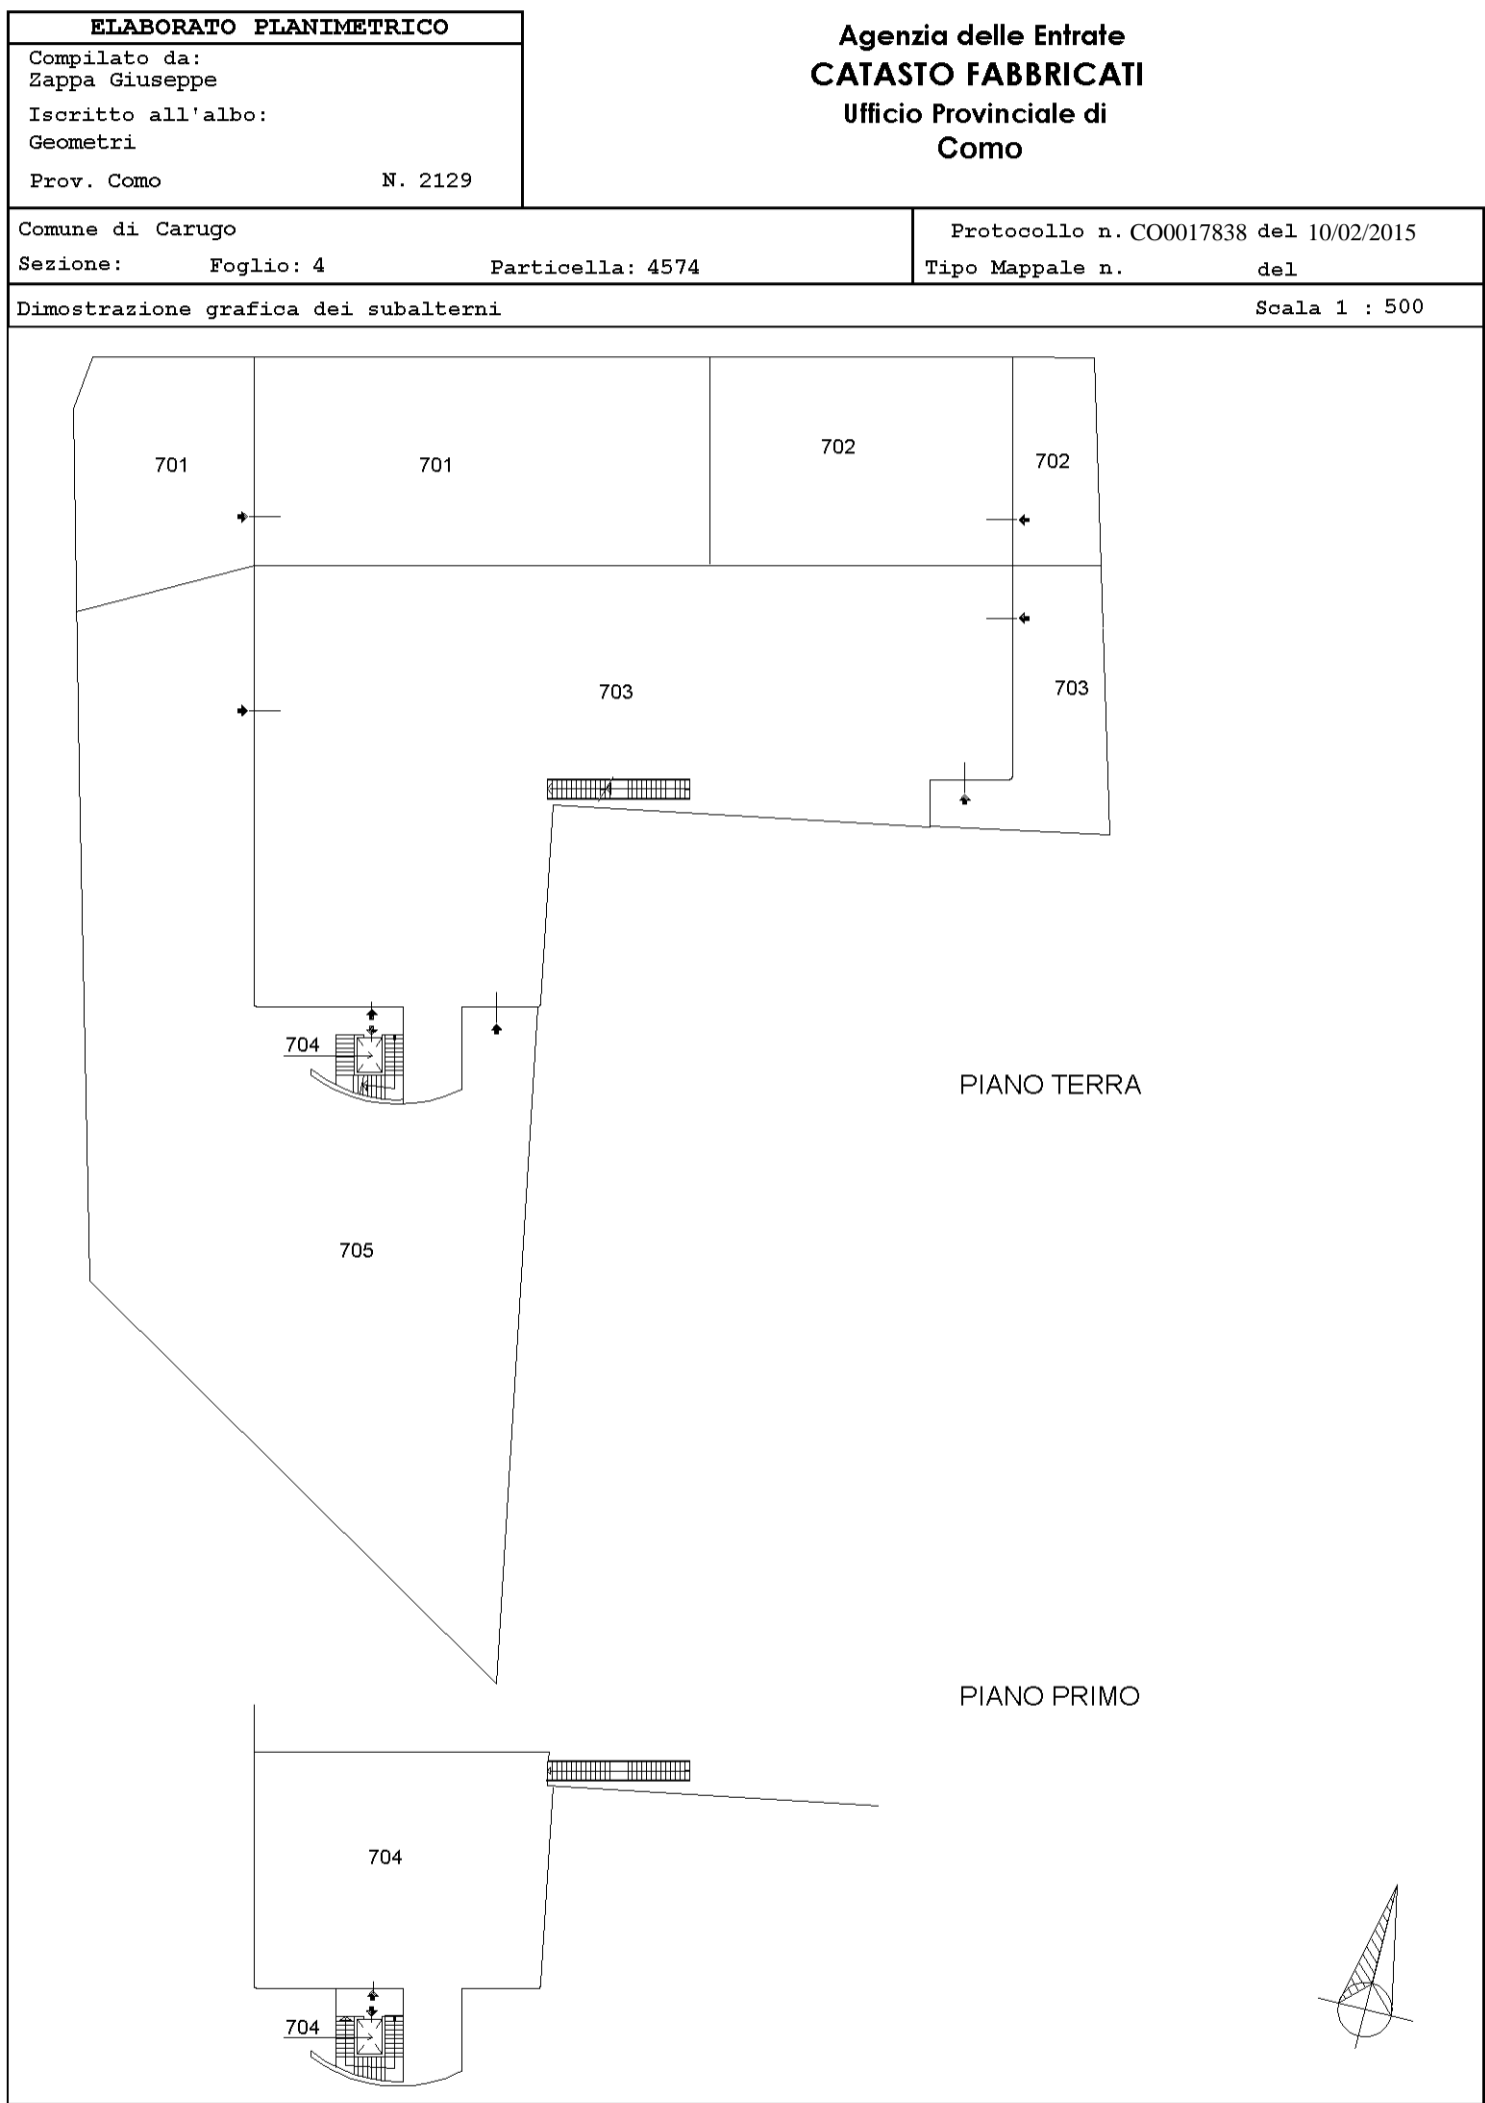 ELABORATO PLANIMETRICO
Compilato da:
Zappa Giuseppe
Iscritto all'albo:
Geometri
Prov. Como N. 2129
Agenzia delle Entrate
CATASTO FABBRICATI
Ufficio Provinciale di
Como
Comune di Carugo
Sezione: Foglio: 4 Particella: 4574
Protocollo n. CO0017838 del 10/02/2015
Tipo Mappale n. del
Dimostrazione grafica dei subalterni Scala 1 : 500
701
701
702
702
703
703
704
PIANO TERRA
705
PIANO PRIMO
704
704